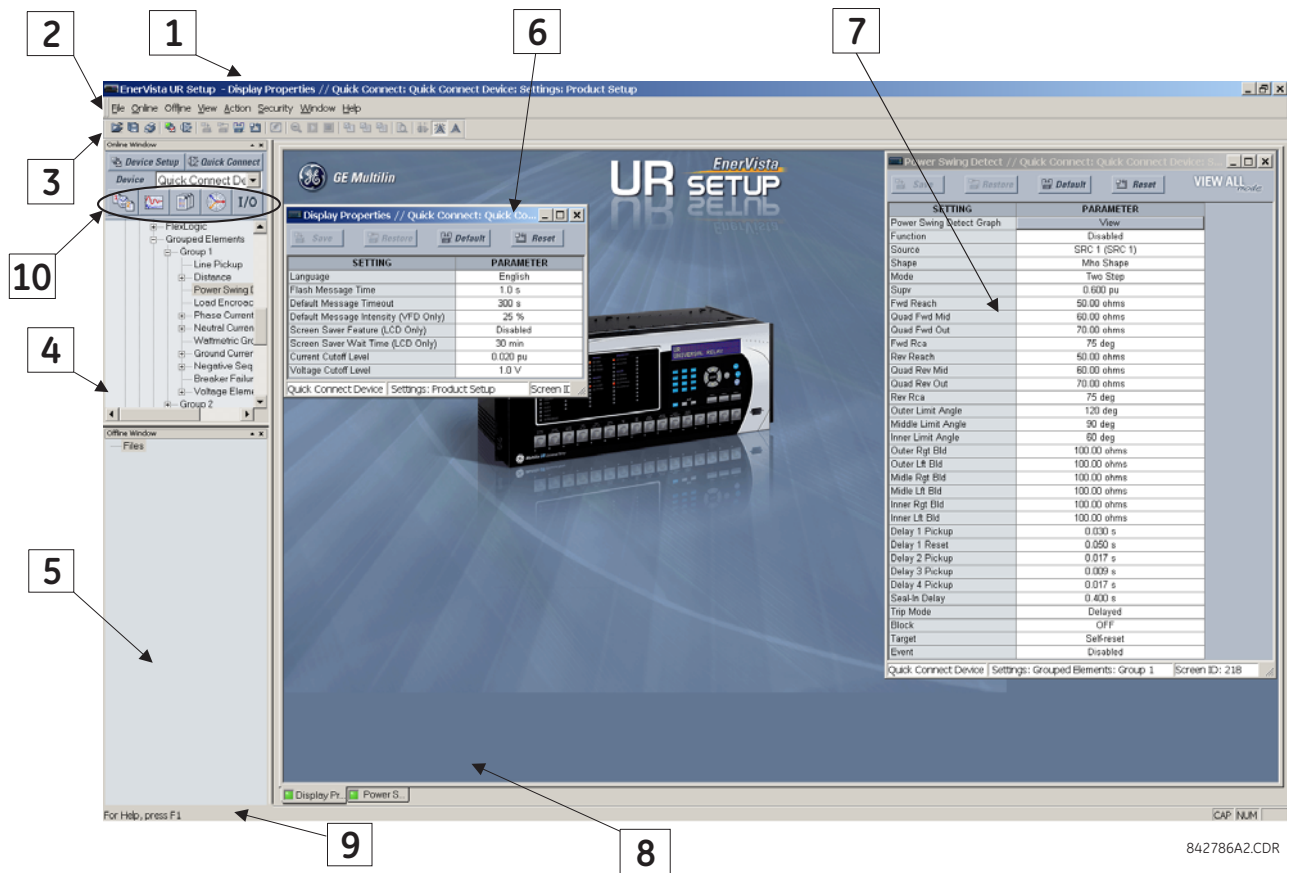 2
1
6
7
EnerVista UR Setup - Display Properties // Quick Connect: Quick Connect Device: Settings: Product Setup
File Online Offline View Action Security Window Help
3
Online Window
Device Setup Quick Connect
Device Quick Connect De
I/O
10
FlexLogic
Grouped Elements
Group 1
Line Pickup
Distance
Power Swing D
Load Encroac
Phase Current
Neutral Curren
Wattmetric Gro
Ground Currer
Negative Seq
Breaker Failur
Voltage Eleme
Group 2
4
Offline Window
Files
5
GE Multilin
EnerVista
UR SETUP
Display Properties // Quick Connect: Quick Co...
Save Restore Default Reset
SETTING PARAMETER
Language English
Flash Message Time 1.0 s
Default Message Timeout 300 s
Default Message Intensity (VFD Only) 25 %
Screen Saver Feature (LCD Only) Disabled
Screen Saver Wait Time (LCD Only) 30 min
Current Cutoff Level 0.020 pu
Voltage Cutoff Level 1.0 V
Quick Connect Device Settings: Product Setup Screen ID
UNIVERSAL RELAY
Power Swing Detect // Quick Connect: Quick Connect Device: S...
Save Restore Default Reset VIEW ALL mode
SETTING PARAMETER
Power Swing Detect Graph View
Function Disabled
Source SRC 1 (SRC 1)
Shape Mho Shape
Mode Two Step
Supv 0.600 pu
Fwd Reach 50.00 ohms
Quad Fwd Mid 60.00 ohms
Quad Fwd Out 70.00 ohms
Fwd Rca 75 deg
Rev Reach 50.00 ohms
Quad Rev Mid 60.00 ohms
Quad Rev Out 70.00 ohms
Rev Rca 75 deg
Outer Limit Angle 120 deg
Middle Limit Angle 90 deg
Inner Limit Angle 60 deg
Outer Rgt Bld 100.00 ohms
Outer Lft Bld 100.00 ohms
Midle Rgt Bld 100.00 ohms
Midle Lft Bld 100.00 ohms
Inner Rgt Bld 100.00 ohms
Inner Lft Bld 100.00 ohms
Delay 1 Pickup 0.030 s
Delay 1 Reset 0.050 s
Delay 2 Pickup 0.017 s
Delay 3 Pickup 0.009 s
Delay 4 Pickup 0.017 s
Seal-In Delay 0.400 s
Trip Mode Delayed
Block OFF
Target Self-reset
Event Disabled
Quick Connect Device Settings: Grouped Elements: Group 1 Screen ID: 218
Display Pr... Power S...
For Help, press F1
CAP NUM
9
8
842786A2.CDR